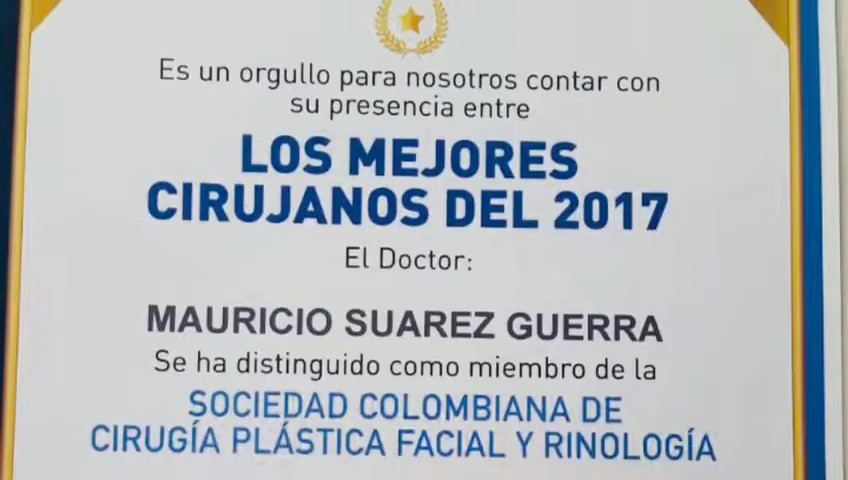 Es un orgullo para nosotros contar con
su presencia entre
LOS MEJORES
CIRUJANOS DEL 2017
El Doctor:
MAURICIO SUAREZ GUERRA
Se ha distinguido como miembro de la
SOCIEDAD COLOMBIANA DE
CIRUGÍA PLÁSTICA FACIAL Y RINOLOGÍA